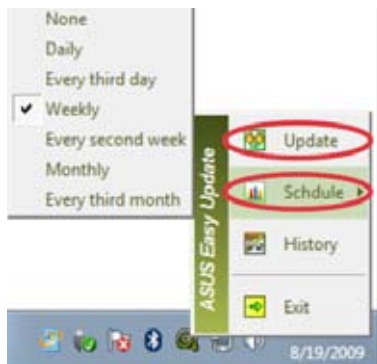 None
Daily
Every third day
Weekly
Every second week
Monthly
Every third month
ASUS Easy Update
Update
Schdule
History
Exit
8/19/2009